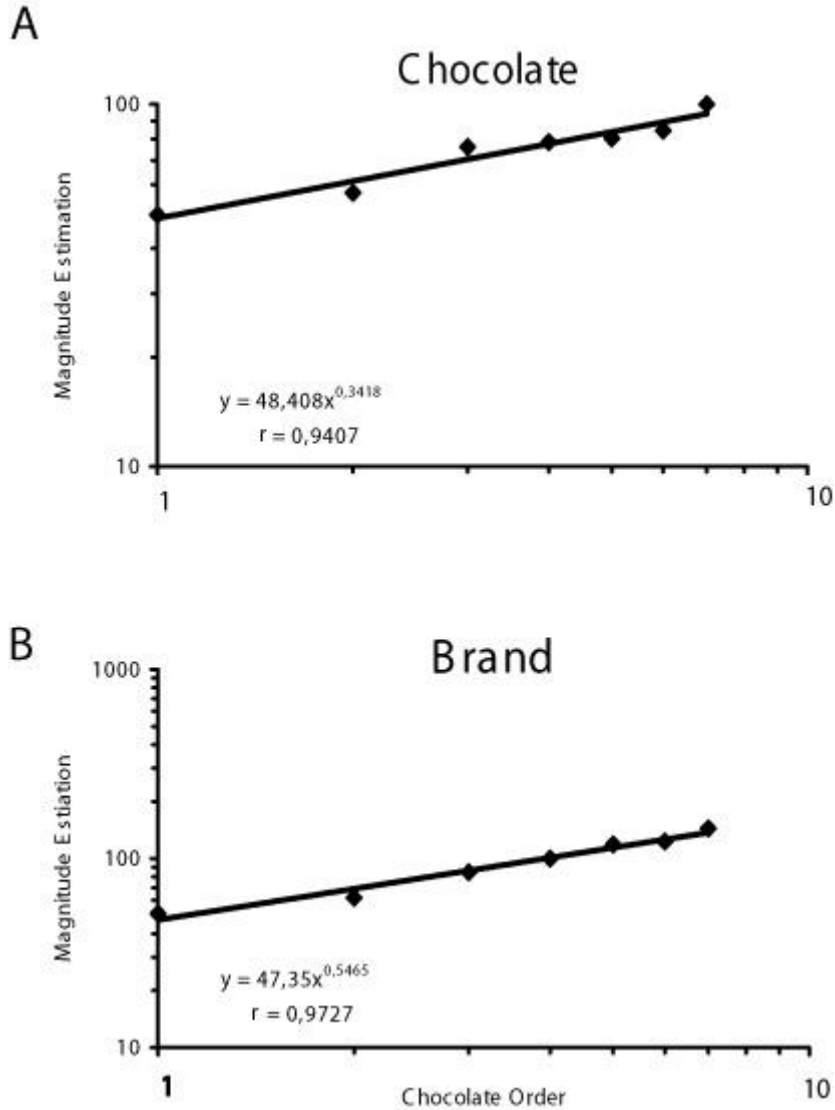 A
Chocolate
100
Magnitude Estimation
y = 48,408x^0,3418
r = 0,9407
10
1
10
B
Brand
1000
Magnitude Estiation
100
y = 47,35x^0,5465
r = 0,9727
10
1
Chocolate Order
10